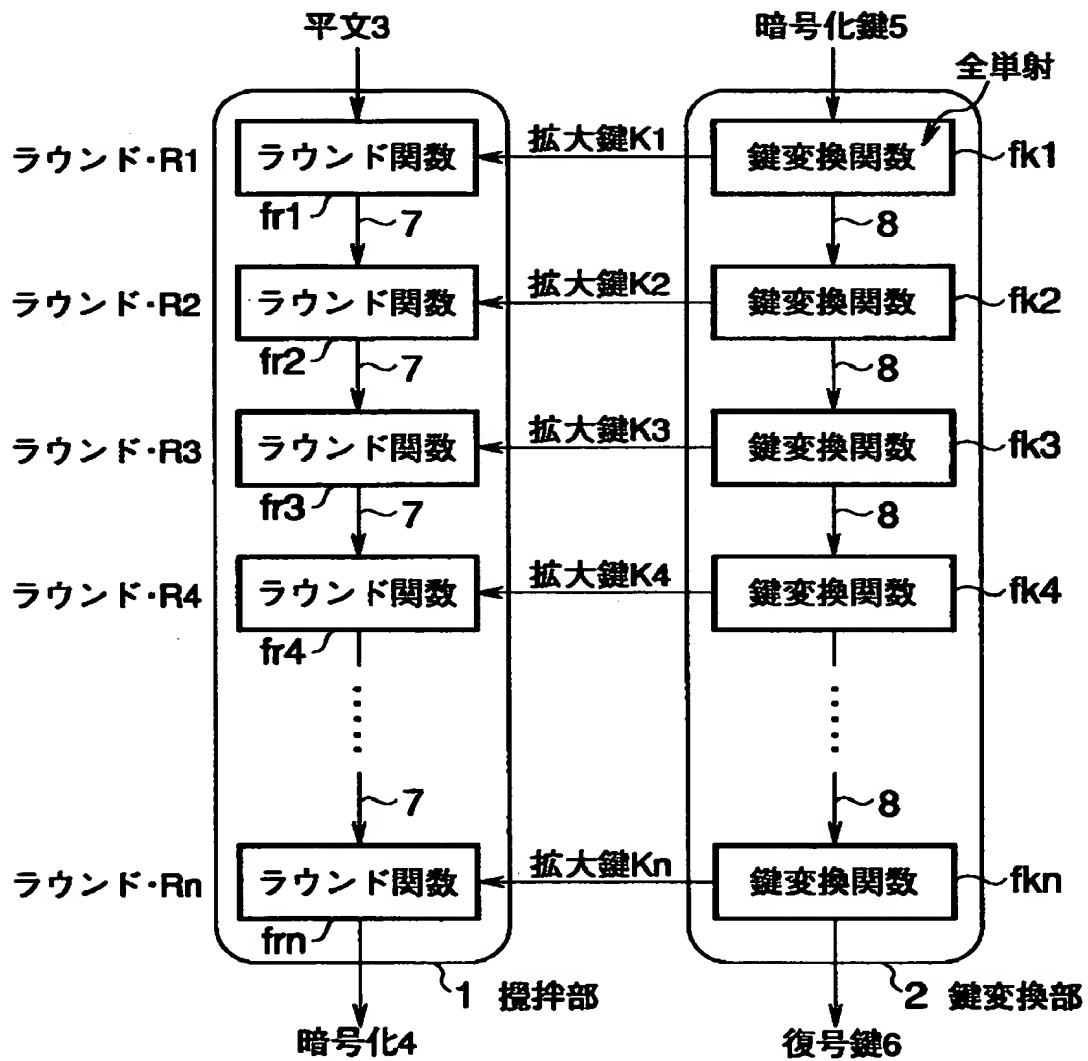 平文3
暗号化鍵5
全単射
ラウンド・R1
ラウンド関数
拡大鍵K1
鍵変換関数
fk1
fr1
7
8
ラウンド・R2
ラウンド関数
拡大鍵K2
鍵変換関数
fk2
fr2
7
8
ラウンド・R3
ラウンド関数
拡大鍵K3
鍵変換関数
fk3
fr3
7
8
ラウンド・R4
ラウンド関数
拡大鍵K4
鍵変換関数
fk4
fr4
7
8
ラウンド・Rn
ラウンド関数
拡大鍵Kn
鍵変換関数
fkn
frn
1 攪拌部
2 鍵変換部
暗号化4
復号鍵6